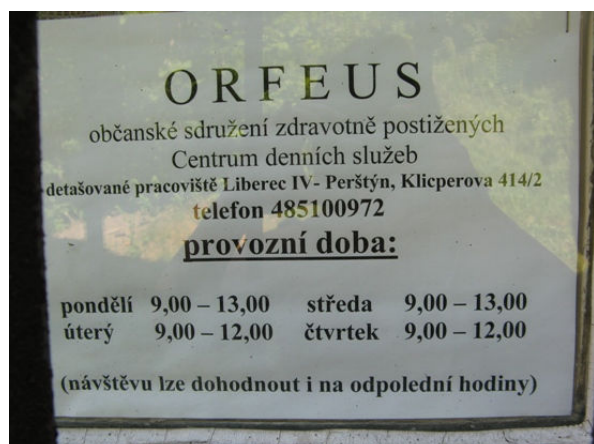 ORFEUS
občanské sdružení zdravotně postižených
Centrum denních služeb
detašované pracoviště Liberec IV- Perštýn, Klicperova 414/2
telefon 485100972
provozní doba:
pondělí 9,00 – 13,00 středa 9,00 – 13,00
úterý 9,00 – 12,00 čtvrtek 9,00 – 12,00
(návštěvu lze dohodnout i na odpolední hodiny)